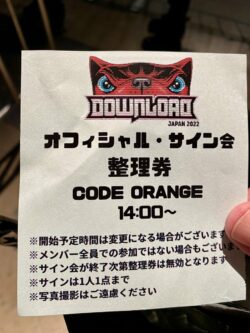 DOWNLOAD
JAPAN 2022
オフィシャル・サイン会
整理券
CODE ORANGE
14:00～
※開始予定時間は変更になる場合がございます
※メンバー全員での参加ではない場合もござい
※サイン会が終了次第整理券は無効となります
※サインは1人1点まで
※写真撮影はご遠慮ください